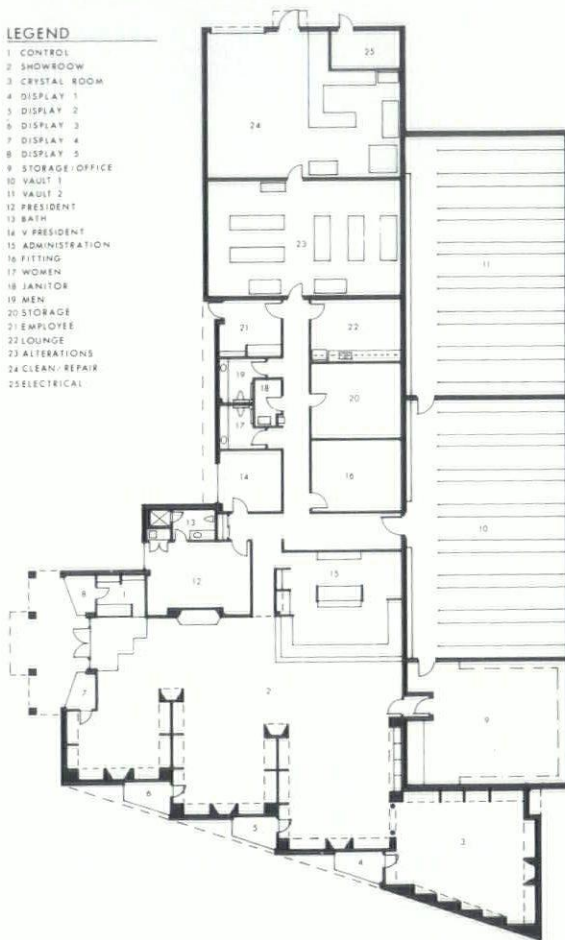 LEGEND
1 CONTROL
2 SHOWROOM
3 CRYSTAL ROOM
4 DISPLAY 1
5 DISPLAY 2
6 DISPLAY 3
7 DISPLAY 4
8 DISPLAY 5
9 STORAGE/OFFICE
10 VAULT 1
11 VAULT 2
12 PRESIDENT
13 BATH
14 V PRESIDENT
15 ADMINISTRATION
16 FITTING
17 WOMEN
18 JANITOR
19 MEN
20 STORAGE
21 EMPLOYEE
22 LOUNGE
23 ALTERATIONS
24 CLEAN/REPAIR
25 ELECTRICAL
25
24
23
11
21
22
19
18
20
17
14
16
13
10
15
12
8
1
2
7
9
6
5
4
3